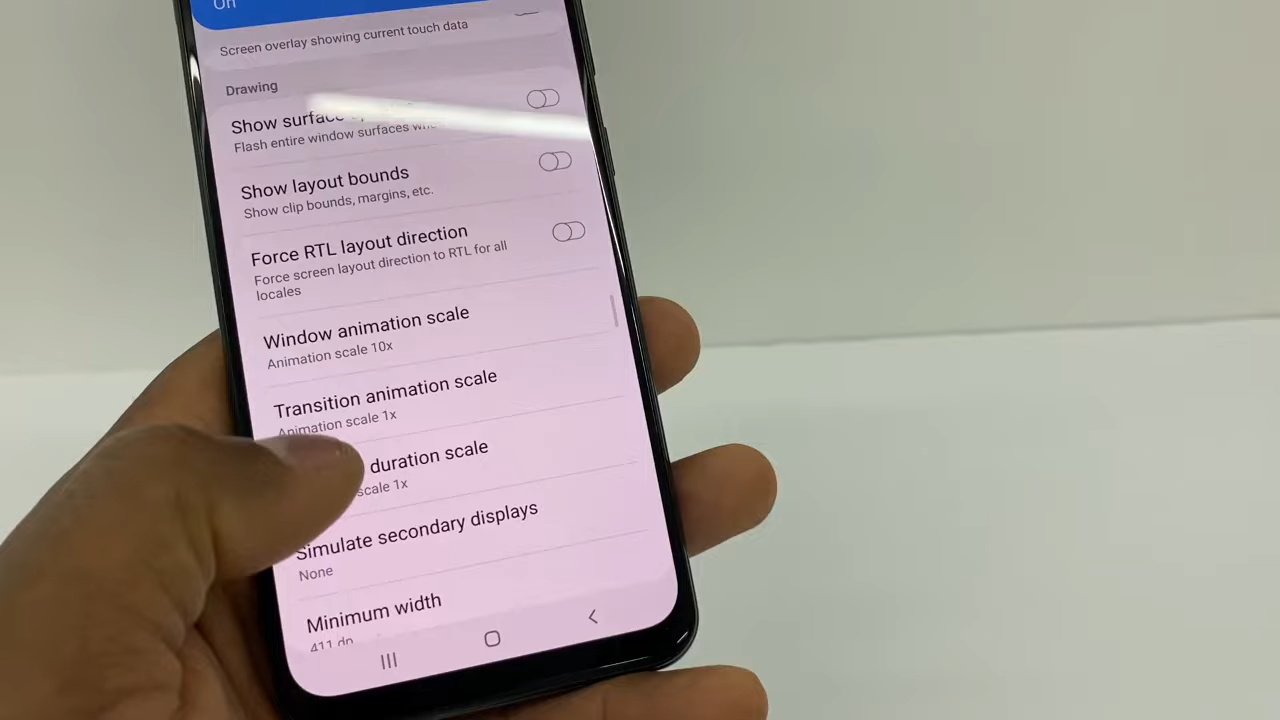 On
Screen overlay showing current touch data
Drawing
Show surface
Flash entire window surfaces
Show layout bounds
Show clip bounds, margins, etc.
Force RTL layout direction
Force screen layout direction to RTL for all
locales
Window animation scale
Animation scale 10x
Transition animation scale
Animation scale 1x
duration scale
scale 1x
Simulate secondary displays
None
Minimum width
411 dp